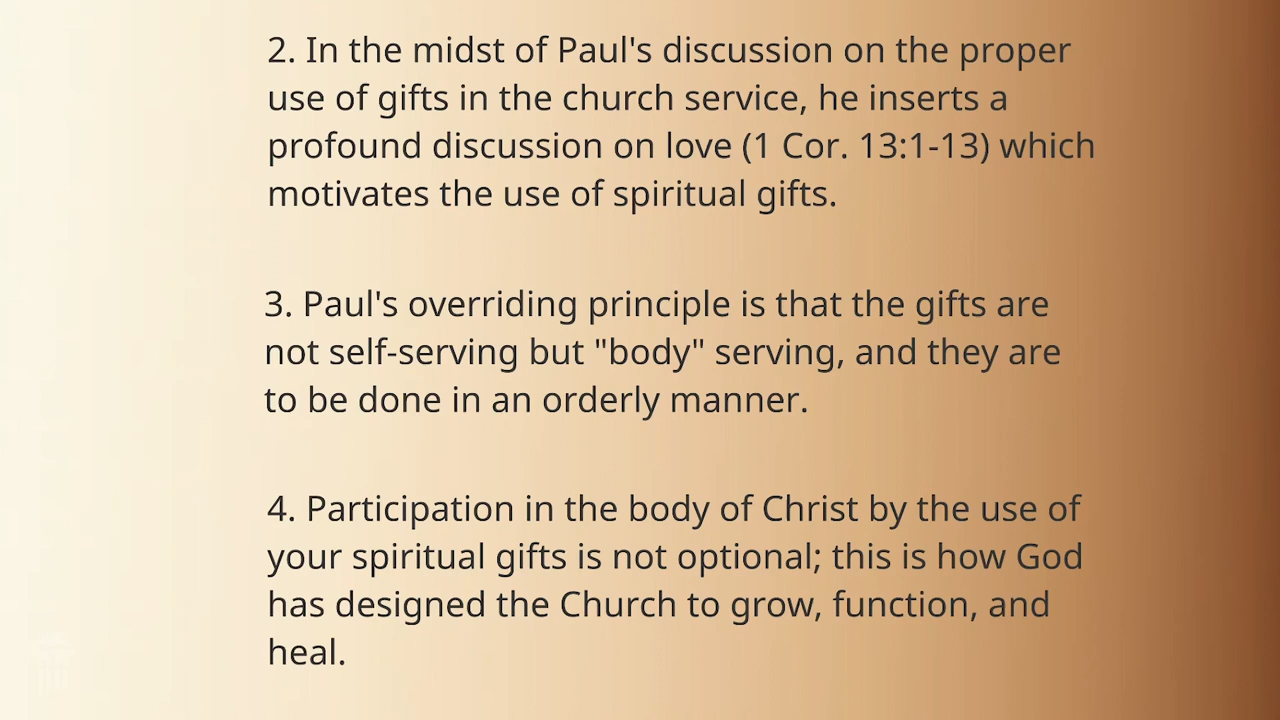 2. In the midst of Paul's discussion on the proper
use of gifts in the church service, he inserts a
profound discussion on love (1 Cor. 13:1-13) which
motivates the use of spiritual gifts.
3. Paul's overriding principle is that the gifts are
not self-serving but "body" serving, and they are
to be done in an orderly manner.
4. Participation in the body of Christ by the use of
your spiritual gifts is not optional; this is how God
has designed the Church to grow, function, and
heal.